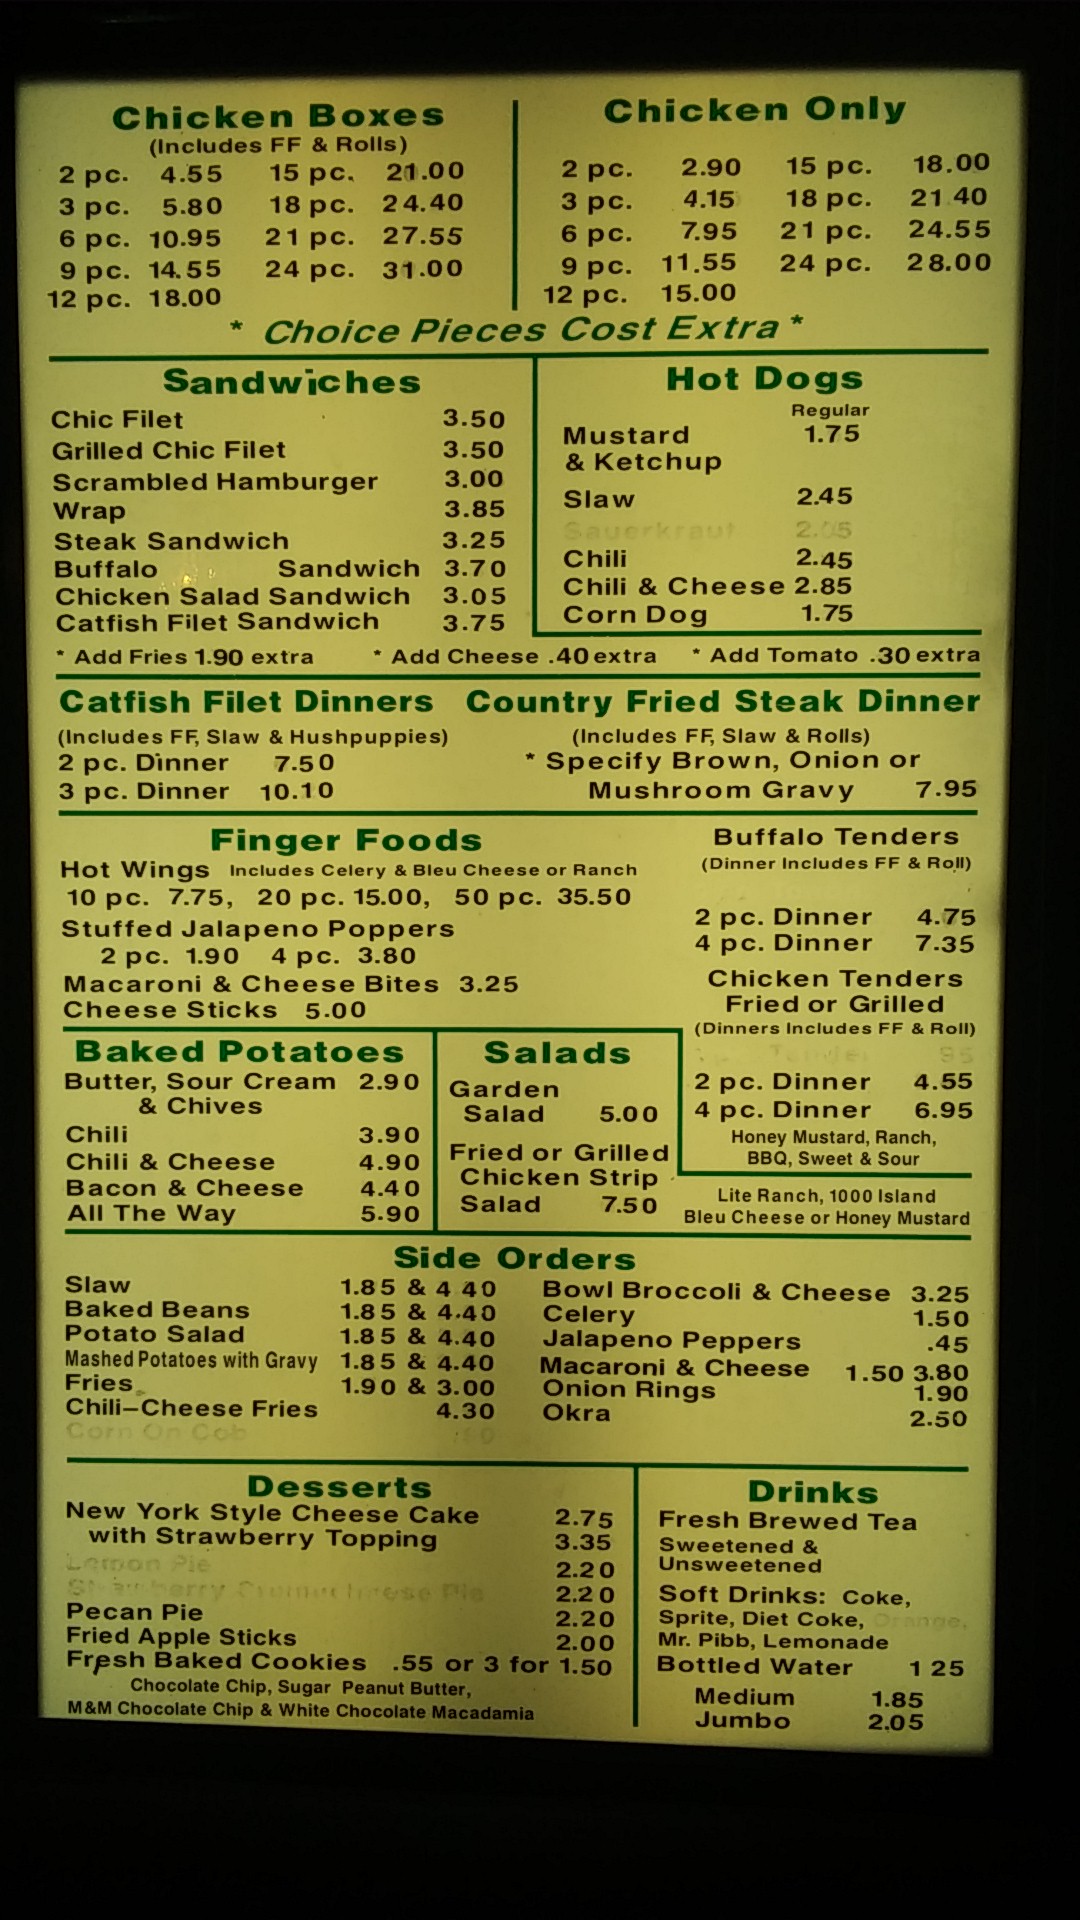 Chicken Boxes
(Includes FF & Rolls)
2 pc. 4.55 15 pc. 21.00
3 pc. 5.80 18 pc. 24.40
6 pc. 10.95 21 pc. 27.55
9 pc. 14.55 24 pc. 31.00
12 pc. 18.00
Chicken Only
2 pc. 2.90 15 pc. 18.00
3 pc. 4.15 18 pc. 21 40
6 pc. 7.95 21 pc. 24.55
9 pc. 11.55 24 pc. 28.00
12 pc. 15.00
* Choice Pieces Cost Extra *
Sandwiches
Chic Filet 3.50
Grilled Chic Filet 3.50
Scrambled Hamburger 3.00
Wrap 3.85
Steak Sandwich 3.25
Buffalo Sandwich 3.70
Chicken Salad Sandwich 3.05
Catfish Filet Sandwich 3.75
Hot Dogs
Regular
Mustard 1.75
& Ketchup
Slaw 2.45
Sauerkraut 2.05
Chili 2.45
Chili & Cheese 2.85
Corn Dog 1.75
* Add Fries 1.90 extra * Add Cheese .40 extra * Add Tomato .30 extra
Catfish Filet Dinners
(Includes FF, Slaw & Hushpuppies)
2 pc. Dinner 7.50
3 pc. Dinner 10.10
Country Fried Steak Dinner
(Includes FF, Slaw & Rolls)
* Specify Brown, Onion or
Mushroom Gravy 7.95
Finger Foods
Hot Wings Includes Celery & Bleu Cheese or Ranch
10 pc. 7.75, 20 pc. 15.00, 50 pc. 35.50
Stuffed Jalapeno Poppers
2 pc. 1.90 4 pc. 3.80
Macaroni & Cheese Bites 3.25
Cheese Sticks 5.00
Buffalo Tenders
(Dinner Includes FF & Roll)
2 pc. Dinner 4.75
4 pc. Dinner 7.35
Chicken Tenders
Fried or Grilled
(Dinners Includes FF & Roll)
Tender 95
2 pc. Dinner 4.55
4 pc. Dinner 6.95
Honey Mustard, Ranch,
BBQ, Sweet & Sour
Baked Potatoes
Butter, Sour Cream 2.90
& Chives
Chili 3.90
Chili & Cheese 4.90
Bacon & Cheese 4.40
All The Way 5.90
Salads
Garden
Salad 5.00
Fried or Grilled
Chicken Strip
Salad 7.50
Lite Ranch, 1000 Island
Bleu Cheese or Honey Mustard
Side Orders
Slaw 1.85 & 4 40
Baked Beans 1.85 & 4.40
Potato Salad 1.85 & 4.40
Mashed Potatoes with Gravy 1.85 & 4.40
Fries 1.90 & 3.00
Chili-Cheese Fries 4.30
Corn On Cob
Bowl Broccoli & Cheese 3.25
Celery 1.50
Jalapeno Peppers .45
Macaroni & Cheese 1.50 3.80
Onion Rings 1.90
Okra 2.50
Desserts
New York Style Cheese Cake 2.75
with Strawberry Topping 3.35
Lemon Pie 2.20
Strawberry Pie 2.20
Pecan Pie 2.20
Fried Apple Sticks 2.00
Fresh Baked Cookies .55 or 3 for 1.50
Chocolate Chip, Sugar Peanut Butter,
M&M Chocolate Chip & White Chocolate Macadamia
Drinks
Fresh Brewed Tea
Sweetened &
Unsweetened
Soft Drinks: Coke,
Sprite, Diet Coke, Orange,
Mr. Pibb, Lemonade
Bottled Water 1 25
Medium 1.85
Jumbo 2.05